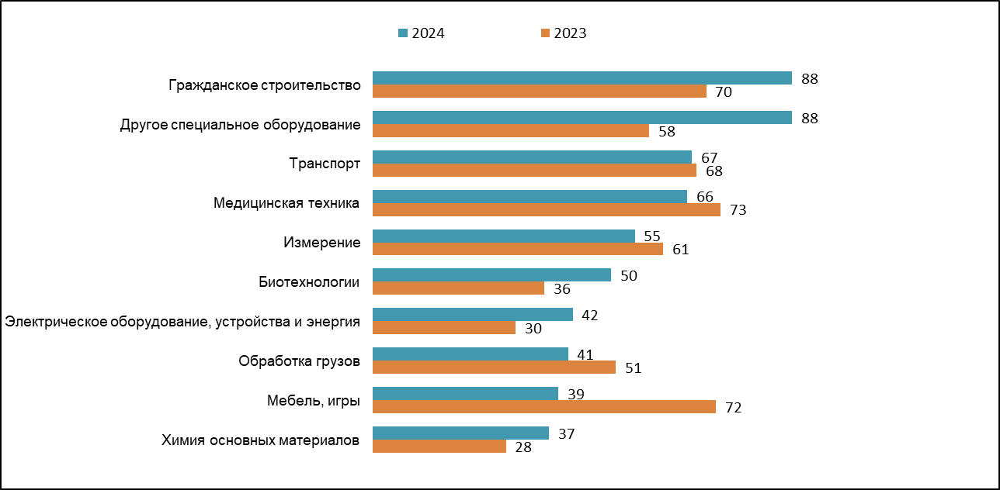 2024 2023
Гражданское строительство 88
70
Другое специальное оборудование 88
58
Транспорт 67
68
Медицинская техника 66
73
Измерение 55
61
Биотехнологии 50
36
Электрическое оборудование, устройства и энергия 42
30
Обработка грузов 41
51
Мебель, игры 39
72
Химия основных материалов 37
28